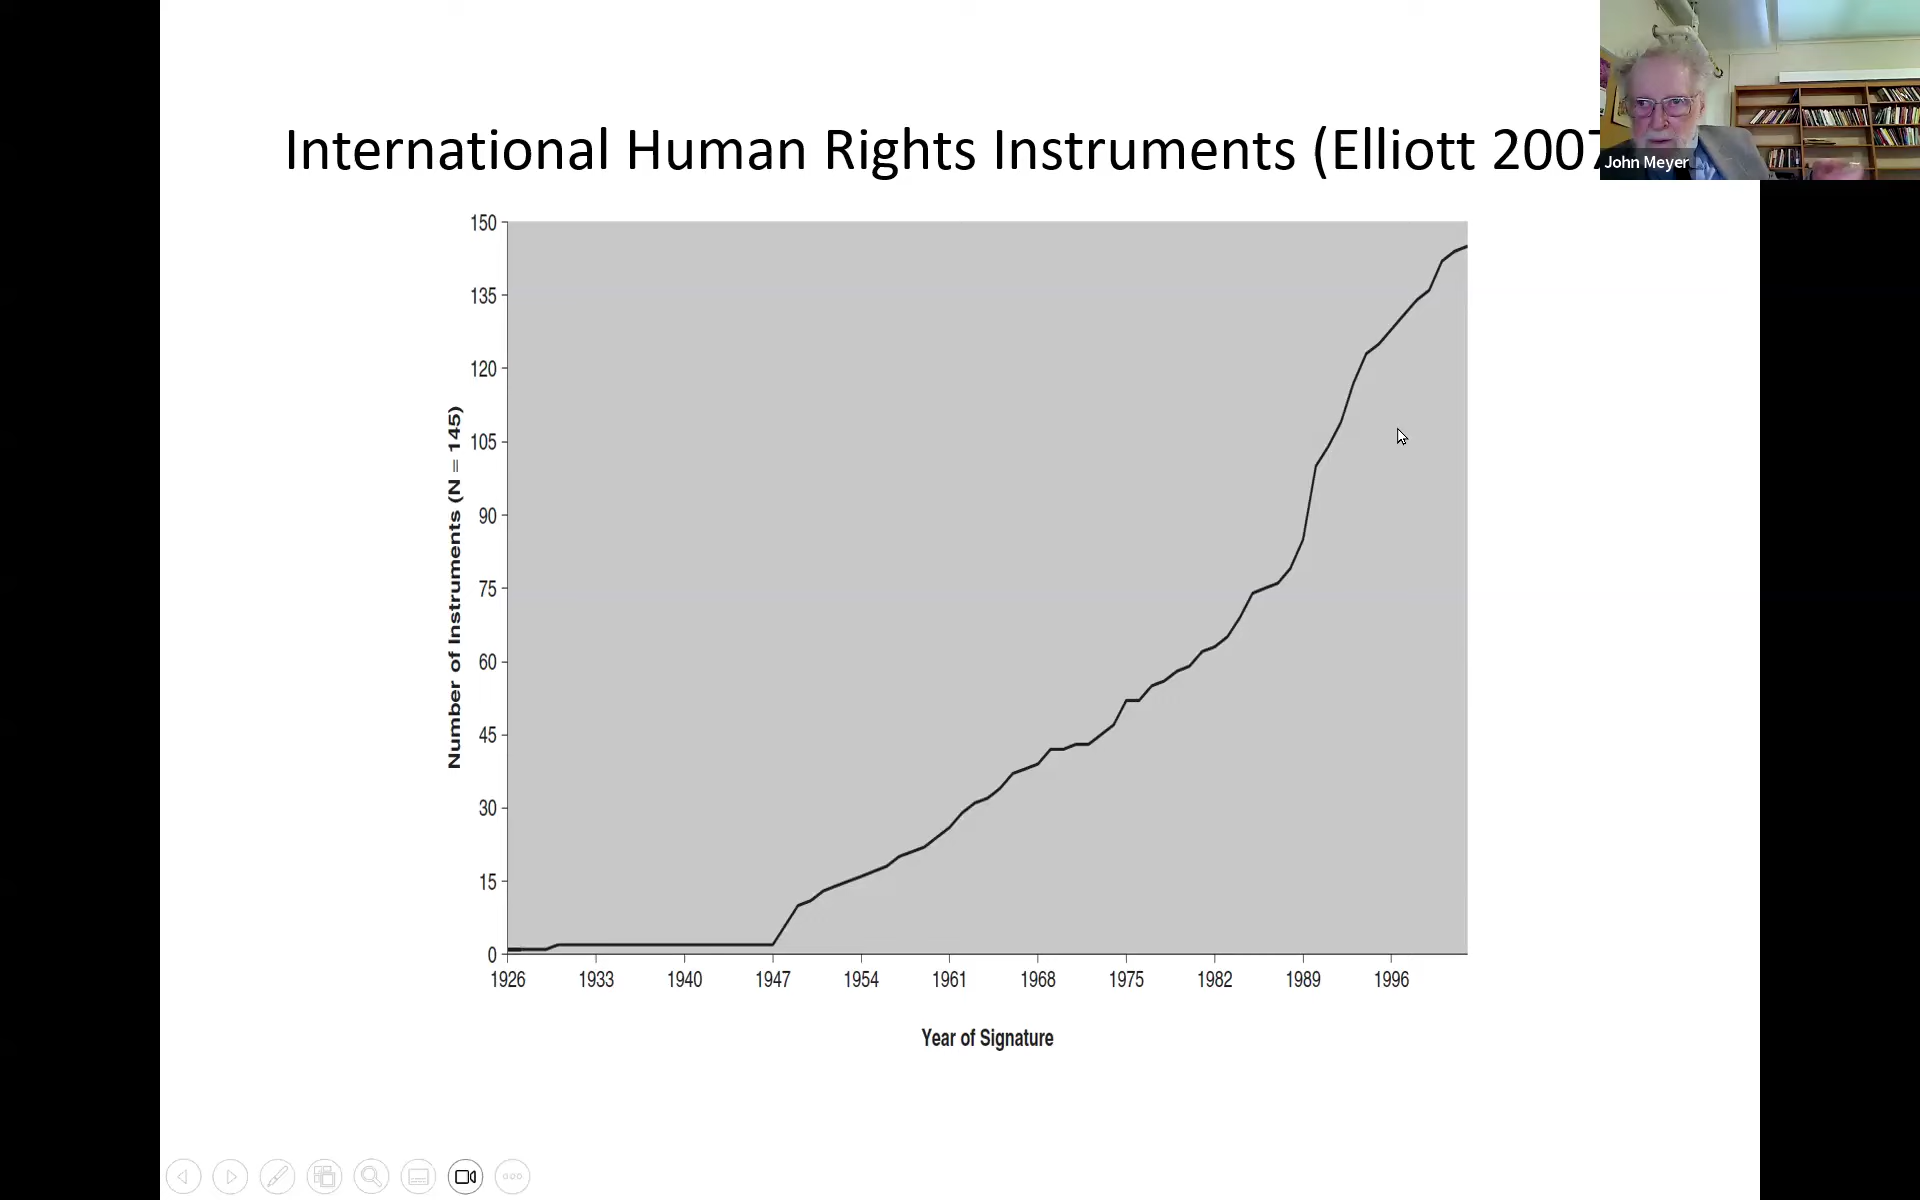 International Human Rights Instruments (Elliott 2007
John Meyer
150
135
120
105
90
75
60
45
30
15
0
Number of Instruments (N = 145)
1926 1933 1940 1947 1954 1961 1968 1975 1982 1989 1996
Year of Signature